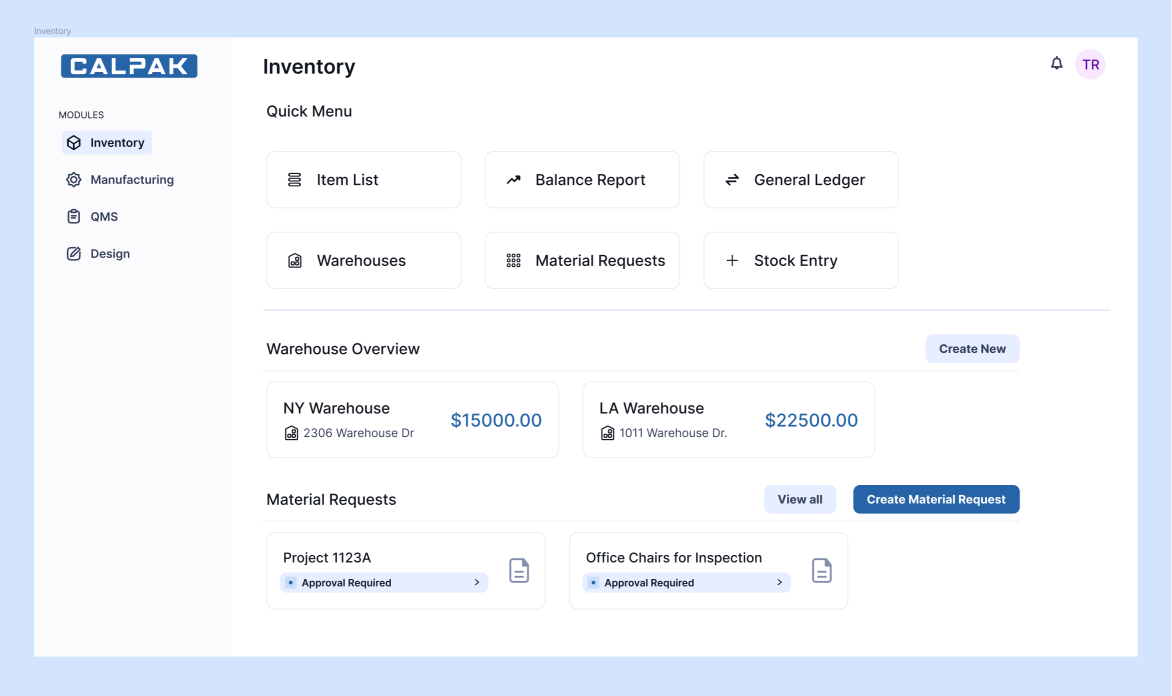 Inventory
CALPAK
Inventory
TR
MODULES
Inventory
Manufacturing
QMS
Design
Quick Menu
Item List
Balance Report
General Ledger
Warehouses
Material Requests
Stock Entry
Warehouse Overview
Create New
NY Warehouse
2306 Warehouse Dr
$15000.00
LA Warehouse
1011 Warehouse Dr.
$22500.00
Material Requests
View all
Create Material Request
Project 1123A
Approval Required
Office Chairs for Inspection
Approval Required